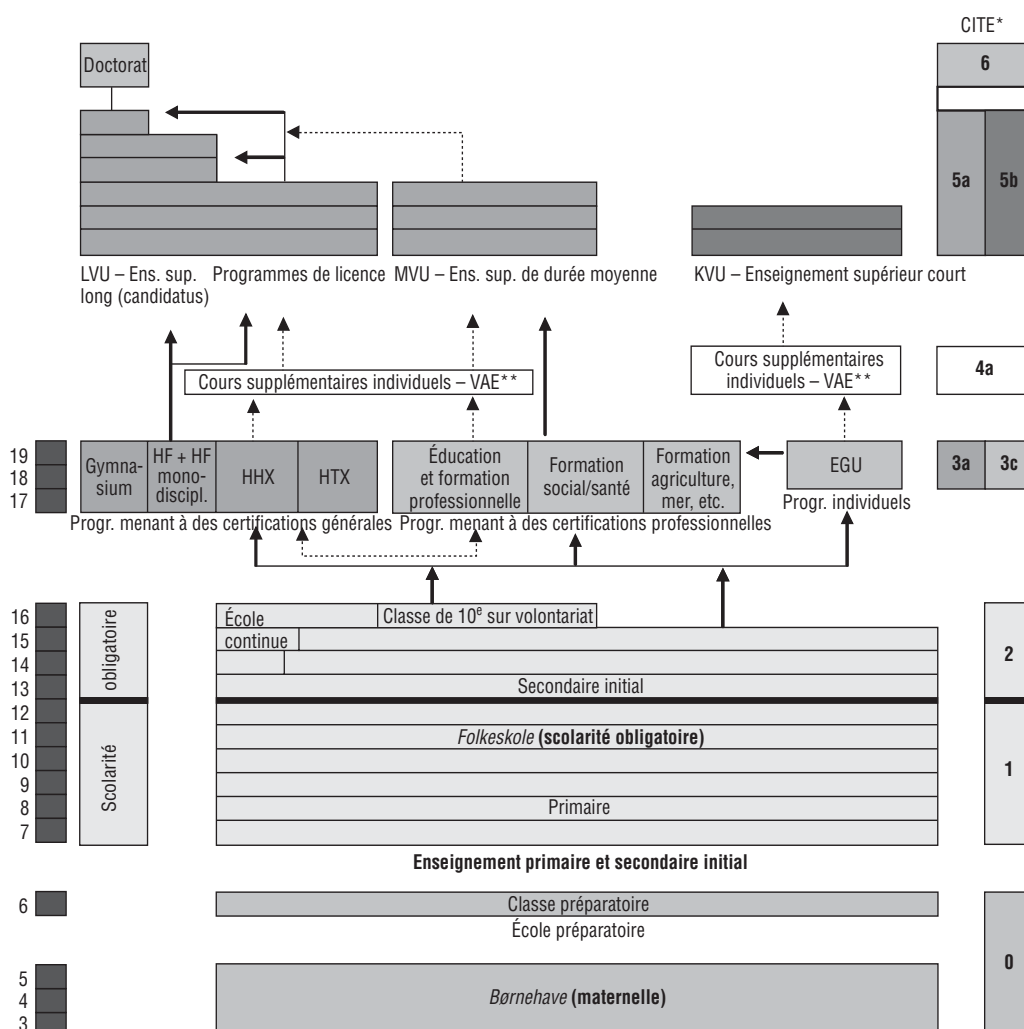 CITE*
Doctorat
6
5a
5b
LVU – Ens. sup.
long (candidatus)
Programmes de licence
MVU – Ens. sup. de durée moyenne
KVU – Enseignement supérieur court
Cours supplémentaires individuels – VAE**
Cours supplémentaires
individuels – VAE**
4a
19
18
17
Gymna-
sium
HF + HF
mono-
discipl.
HHX
HTX
Éducation
et formation
professionnelle
Formation
social/santé
Formation
agriculture,
mer, etc.
EGU
3a
3c
Progr. menant à des certifications générales
Progr. menant à des certifications professionnelles
Progr. individuels
16
15
14
13
12
11
10
9
8
7
obligatoire
Scolarité
École
continue
Classe de 10e sur volontariat
Secondaire initial
2
Folkeskole (scolarité obligatoire)
Primaire
1
Enseignement primaire et secondaire initial
6
Classe préparatoire
École préparatoire
0
5
4
3
Børnehave (maternelle)